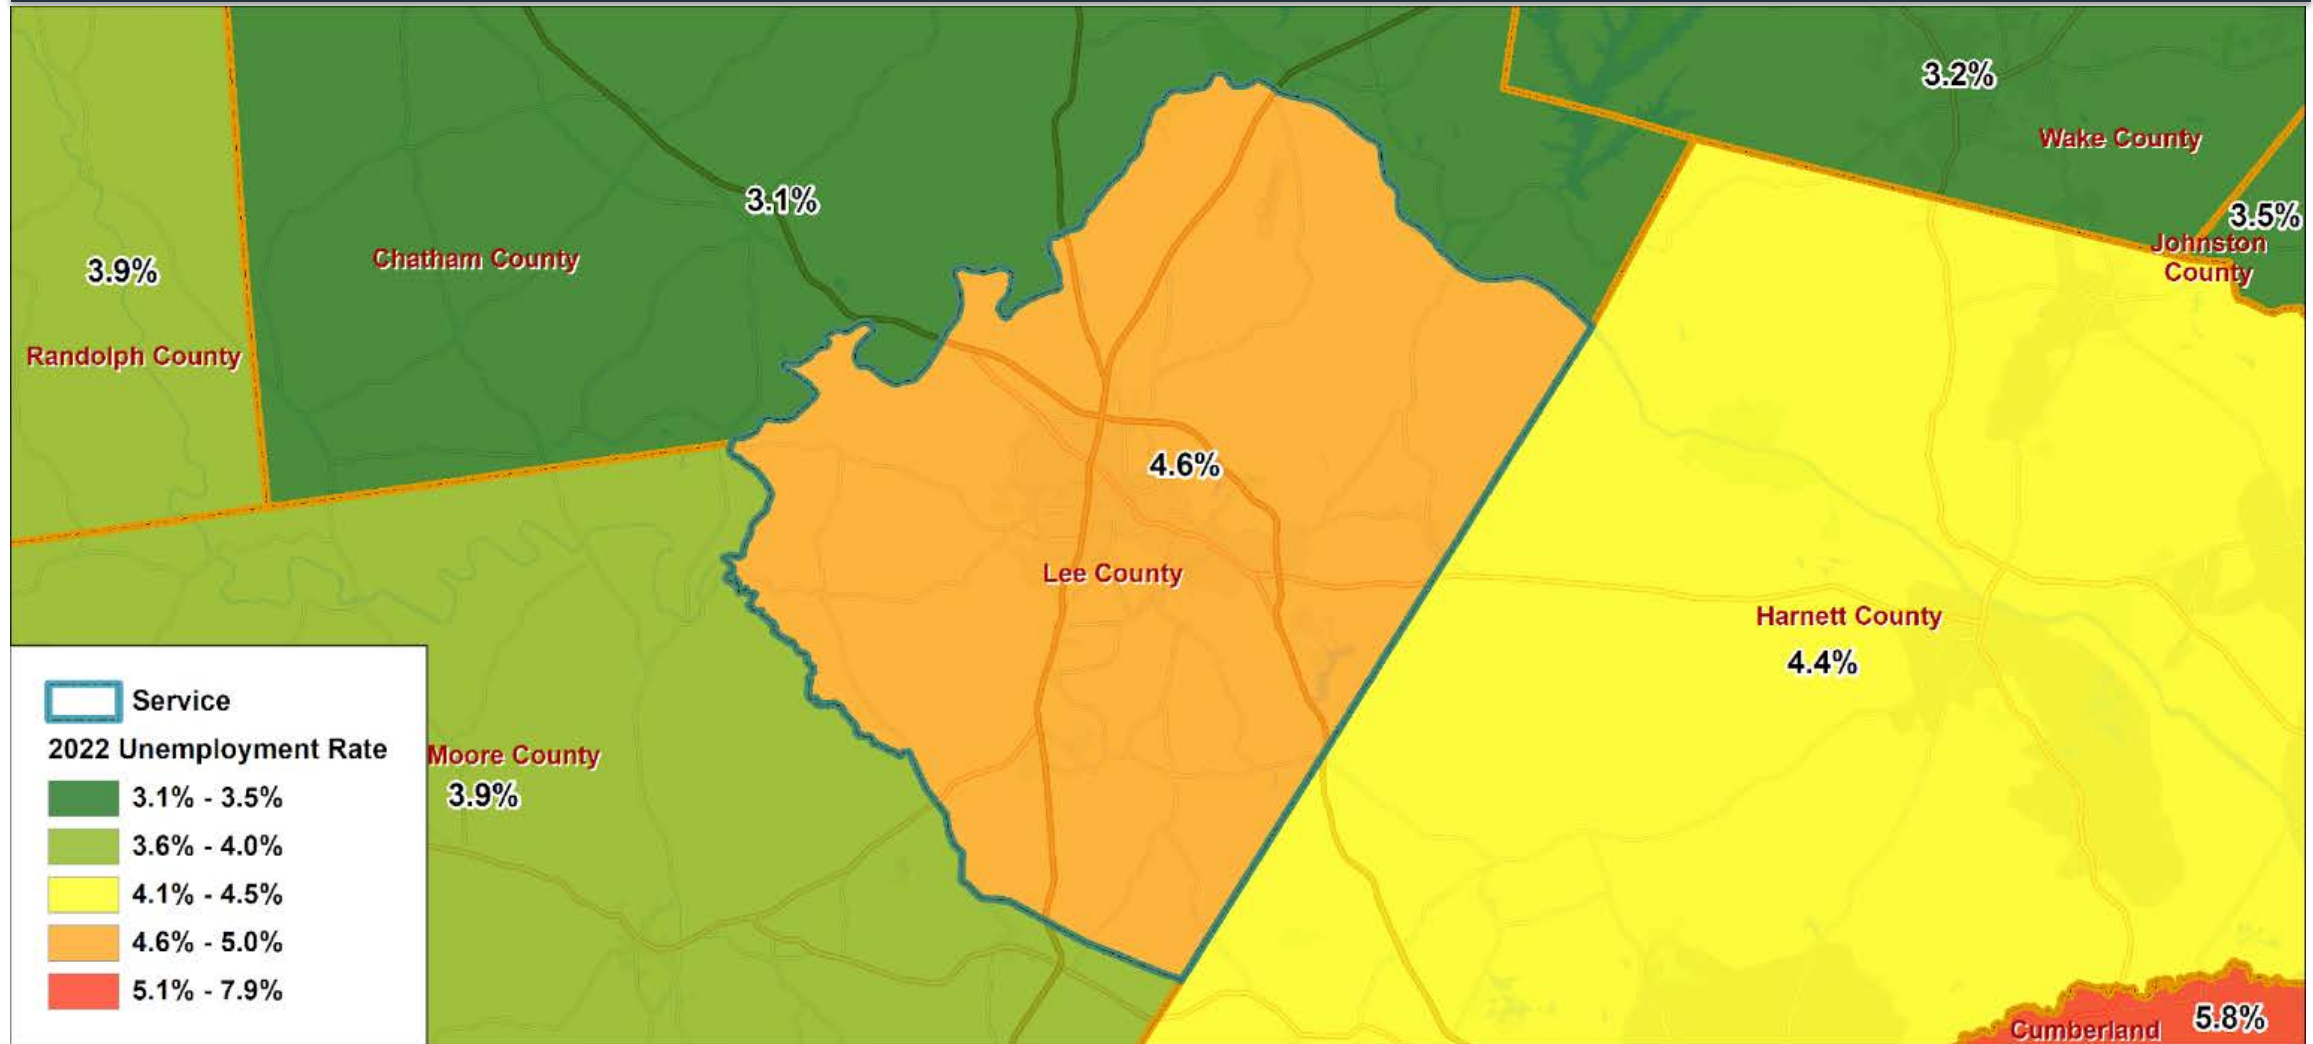 3.2%
Wake County
3.1%
3.5%
Johnston
County
Chatham County
3.9%
Randolph County
4.6%
Lee County
Harnett County
4.4%
Moore County
3.9%
Service
2022 Unemployment Rate
3.1% - 3.5%
3.6% - 4.0%
4.1% - 4.5%
4.6% - 5.0%
5.1% - 7.9%
5.8%
Cumberland